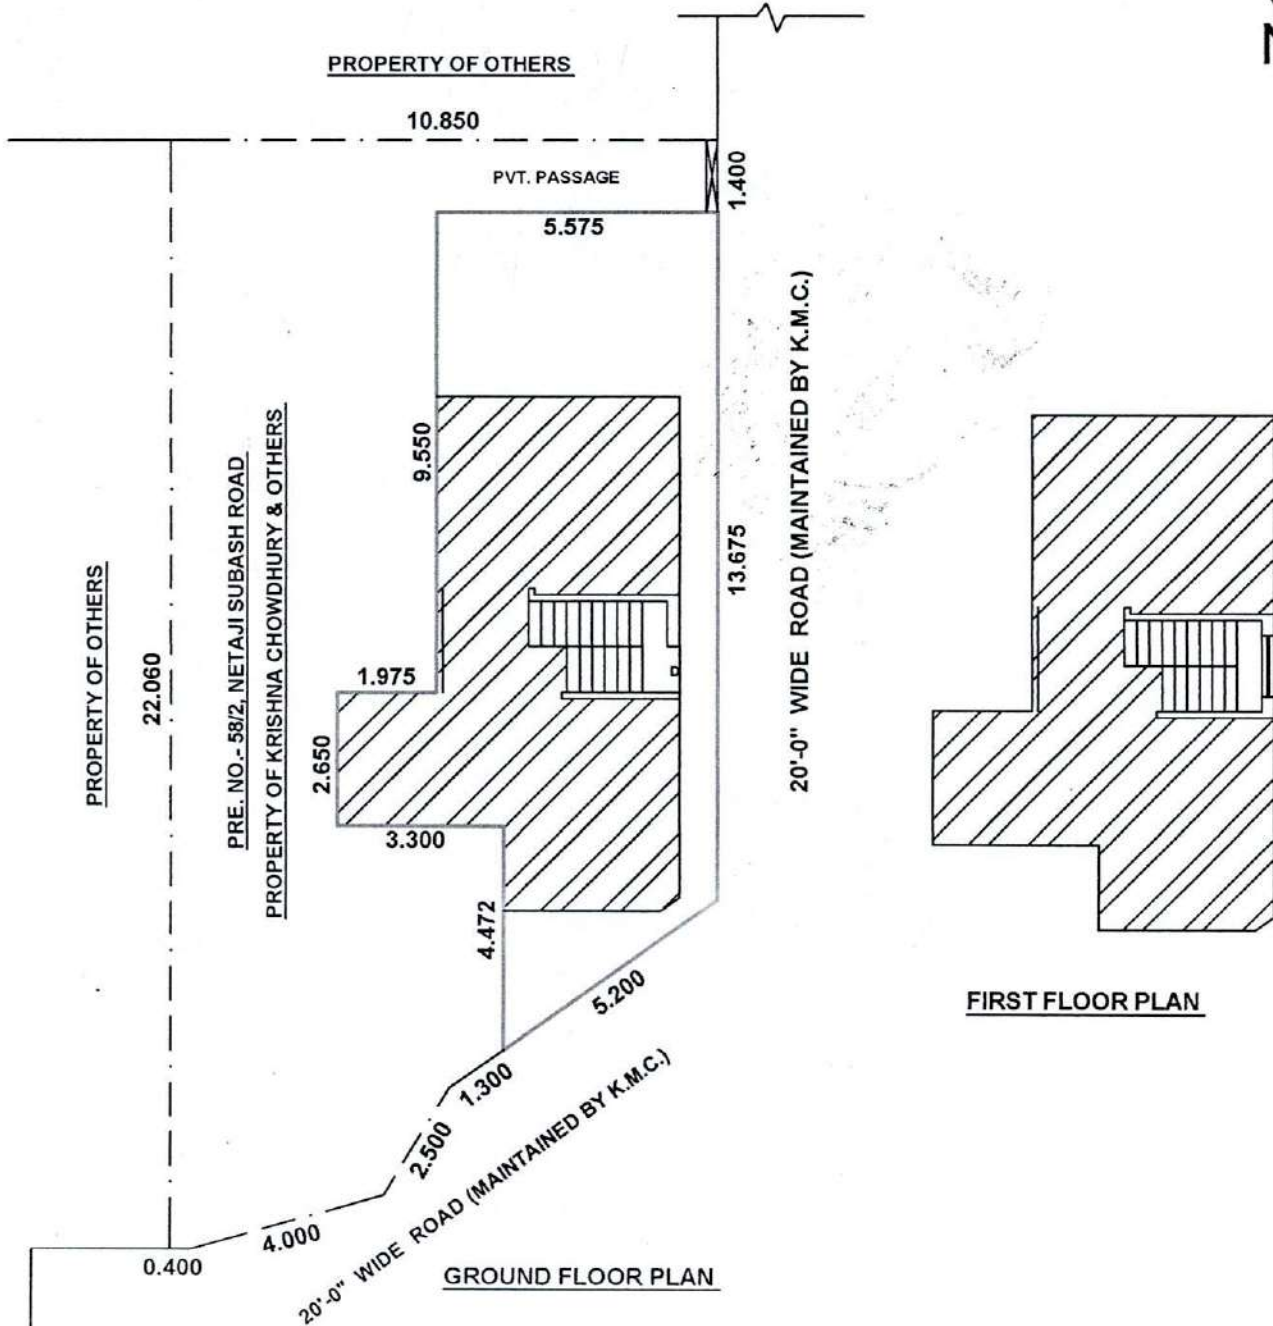 PROPERTY OF OTHERS
10.850
PVT. PASSAGE
1.400
5.575
9.550
13.675
20'-0" WIDE ROAD (MAINTAINED BY K.M.C.)
PROPERTY OF OTHERS
22.060
PRE. NO.- 58/2, NETAJI SUBASH ROAD
PROPERTY OF KRISHNA CHOWDHURY & OTHERS
1.975
2.650
3.300
4.472
5.200
1.300
2.500
4.000
0.400
20'-0" WIDE ROAD (MAINTAINED BY K.M.C.)
GROUND FLOOR PLAN
FIRST FLOOR PLAN